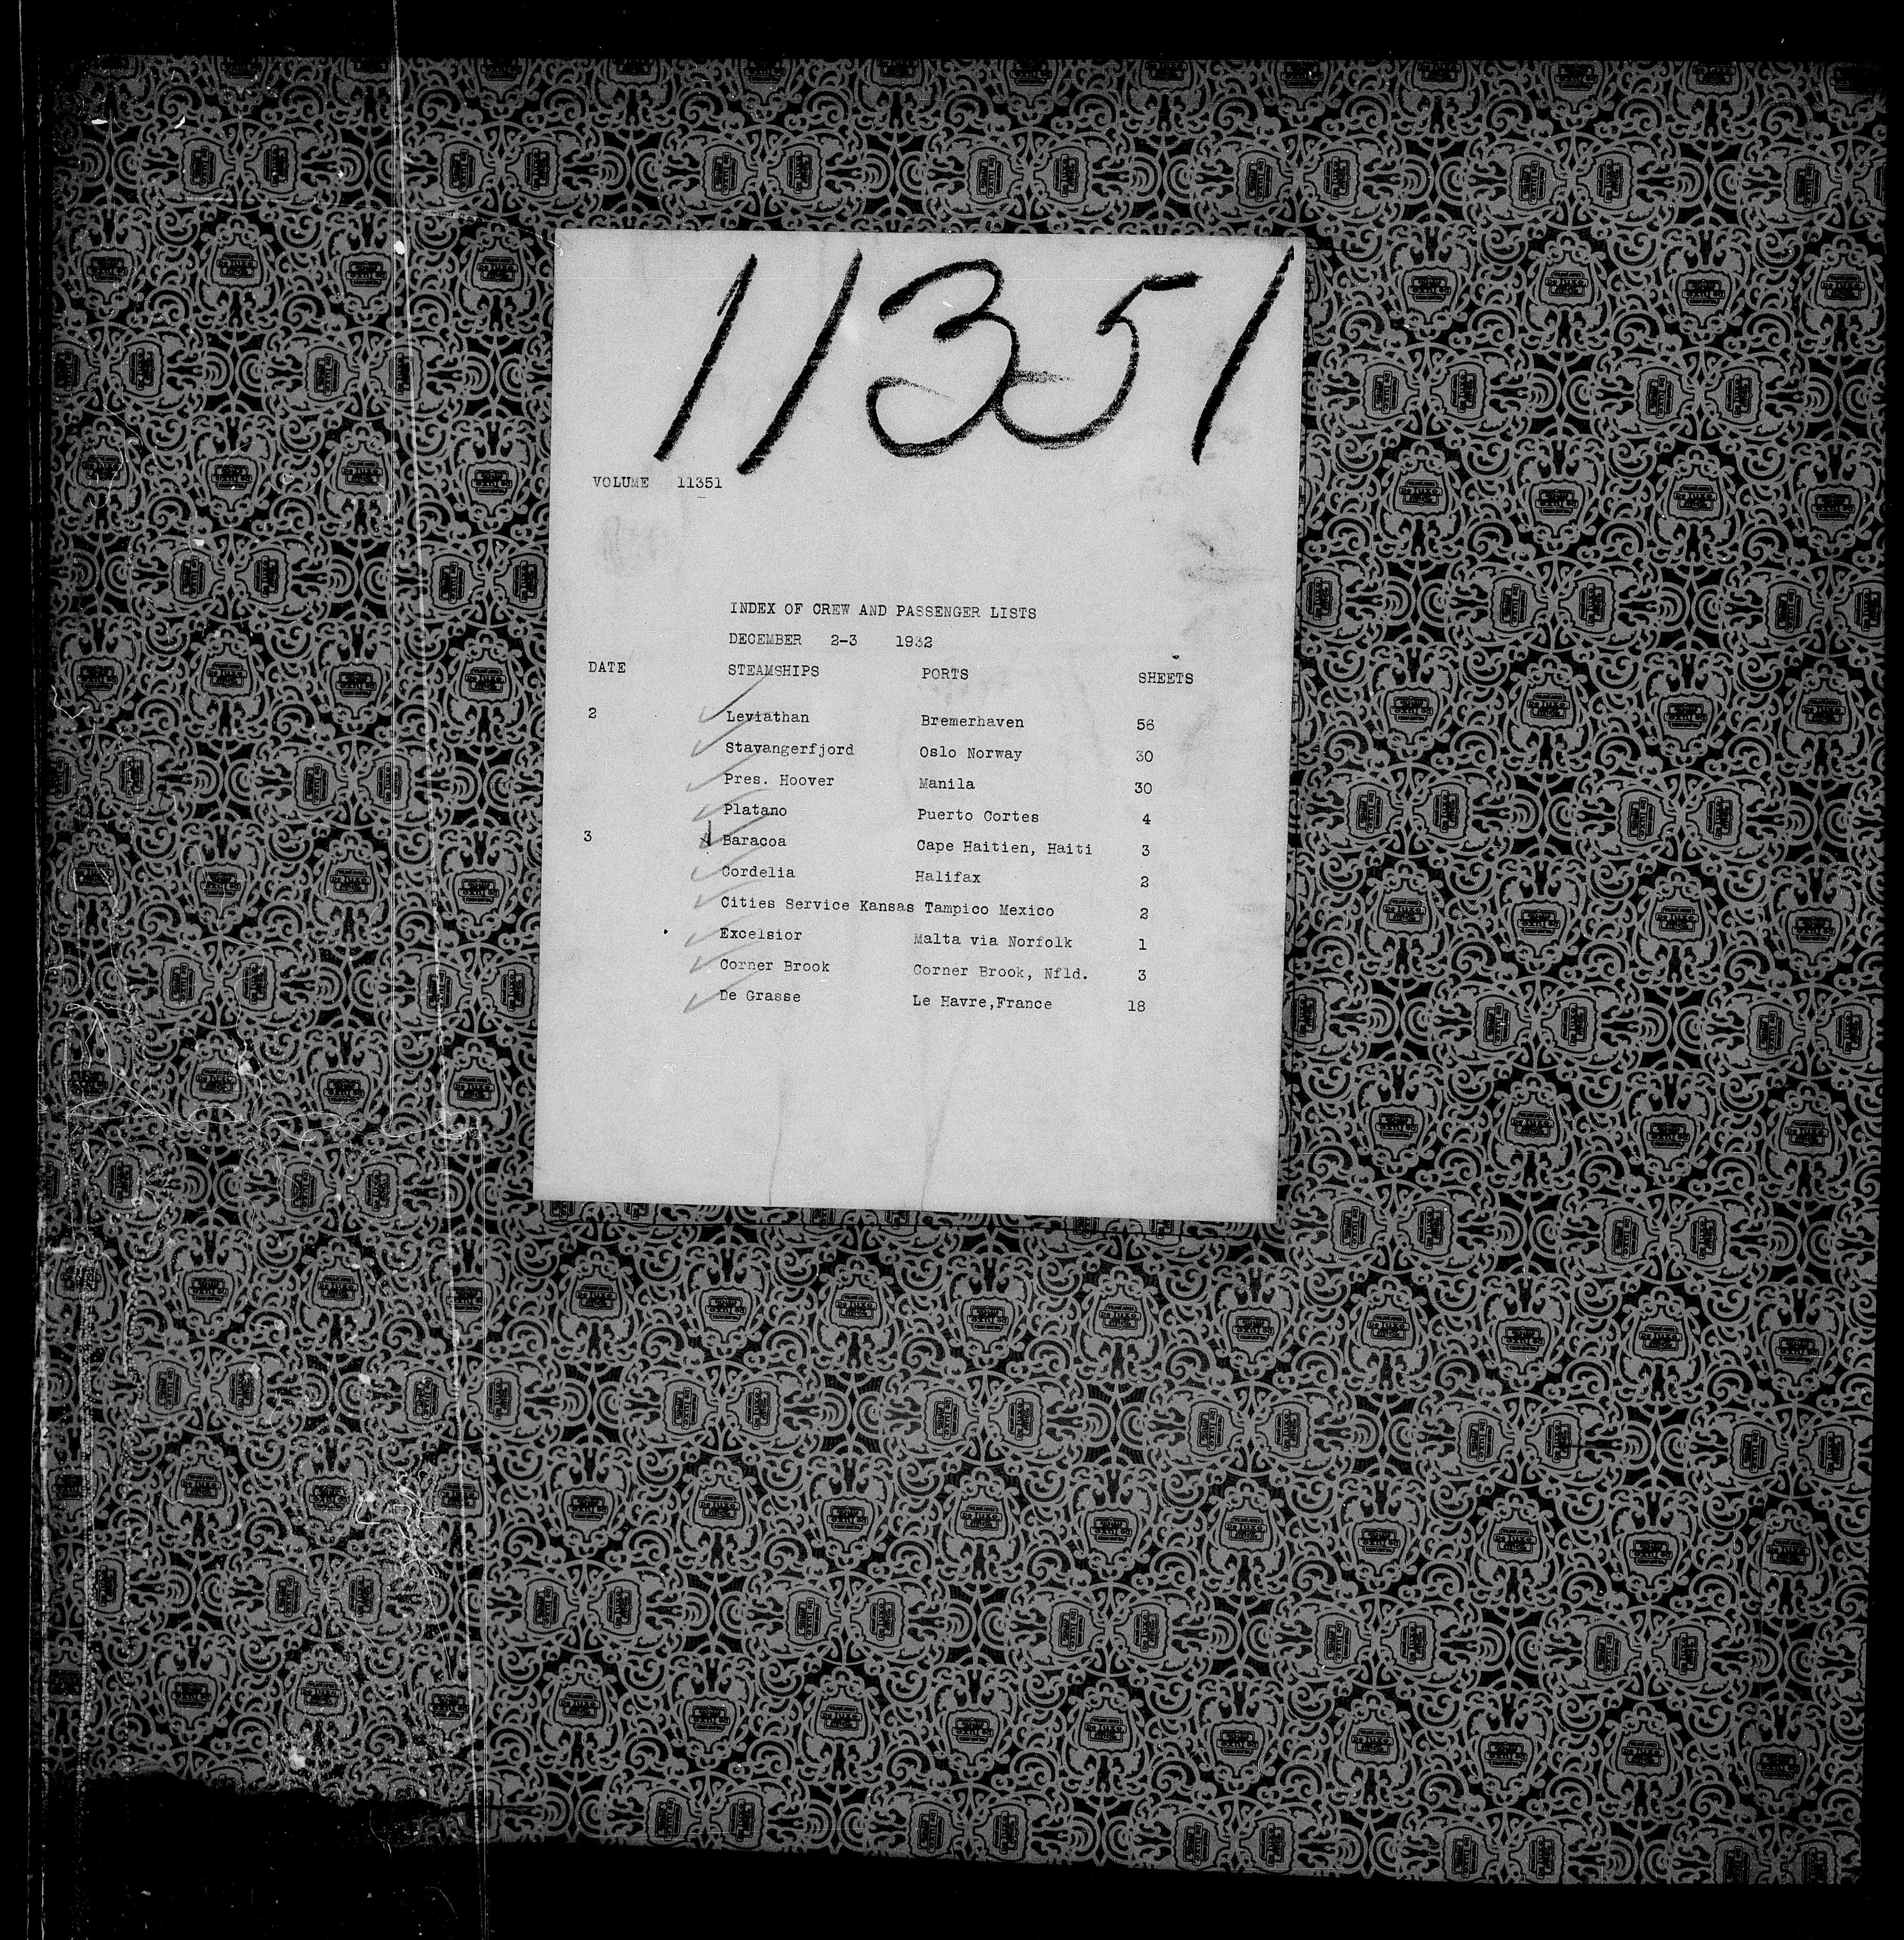 11351
VOLUME 11351
INDEX OF CREW AND PASSENGER LISTS
DECEMBER 2-3 1932
DATE STEAMSHIPS PORTS SHEETS
2 Leviathan Bremerhaven 56
Stavangerfjord Oslo Norway 30
Pres. Hoover Manila 30
Platano Puerto Cortes 4
3 Baracoa Cape Haitien, Haiti 3
Cordelia Halifax 2
Cities Service Kansas Tampico Mexico 2
Excelsior Malta via Norfolk 1
Corner Brook Corner Brook, Nfld. 3
De Grasse Le Havre,France 18